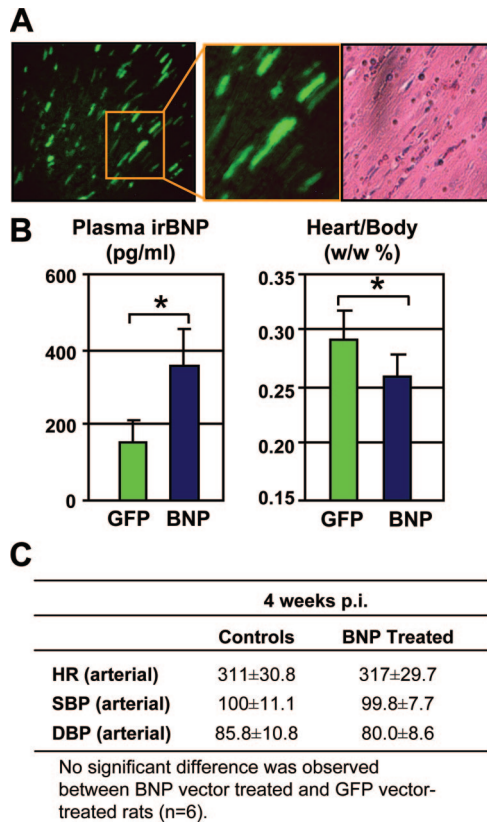 A
B
Plasma irBNP
(pg/ml)
600
400
200
0
*
GFP BNP
Heart/Body
(w/w %)
0.35
0.30
0.25
0.20
0.15
*
GFP BNP
C
4 weeks p.i.
Controls BNP Treated
HR (arterial) 311±30.8 317±29.7
SBP (arterial) 100±11.1 99.8±7.7
DBP (arterial) 85.8±10.8 80.0±8.6
No significant difference was observed
between BNP vector treated and GFP vector-
treated rats (n=6).